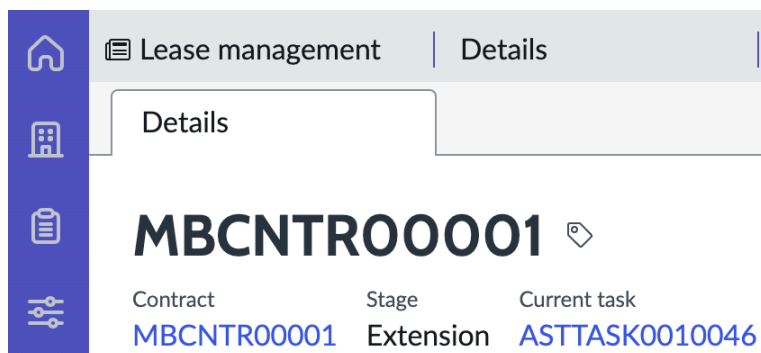 Lease management Details
Details
MBCNTR00001
Contract Stage Current task
MBCNTR00001 Extension ASTTASK0010046